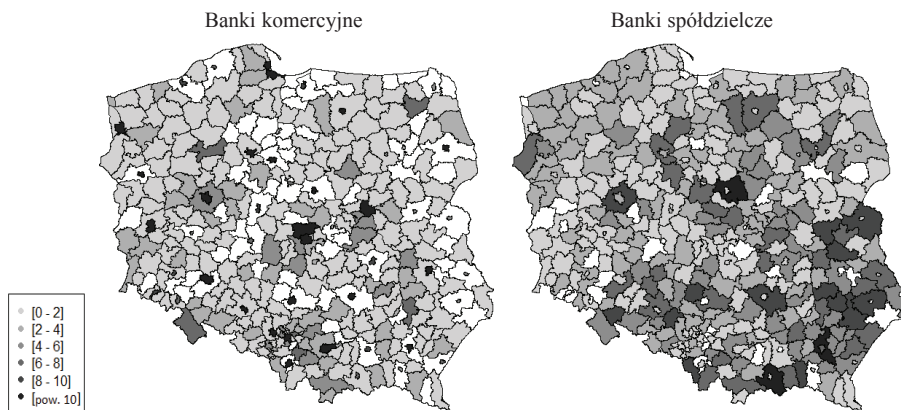 Banki komercyjne
Banki spółdzielcze
[0 - 2]
[2 - 4]
[4 - 6]
[6 - 8]
[8 - 10]
[pow. 10]